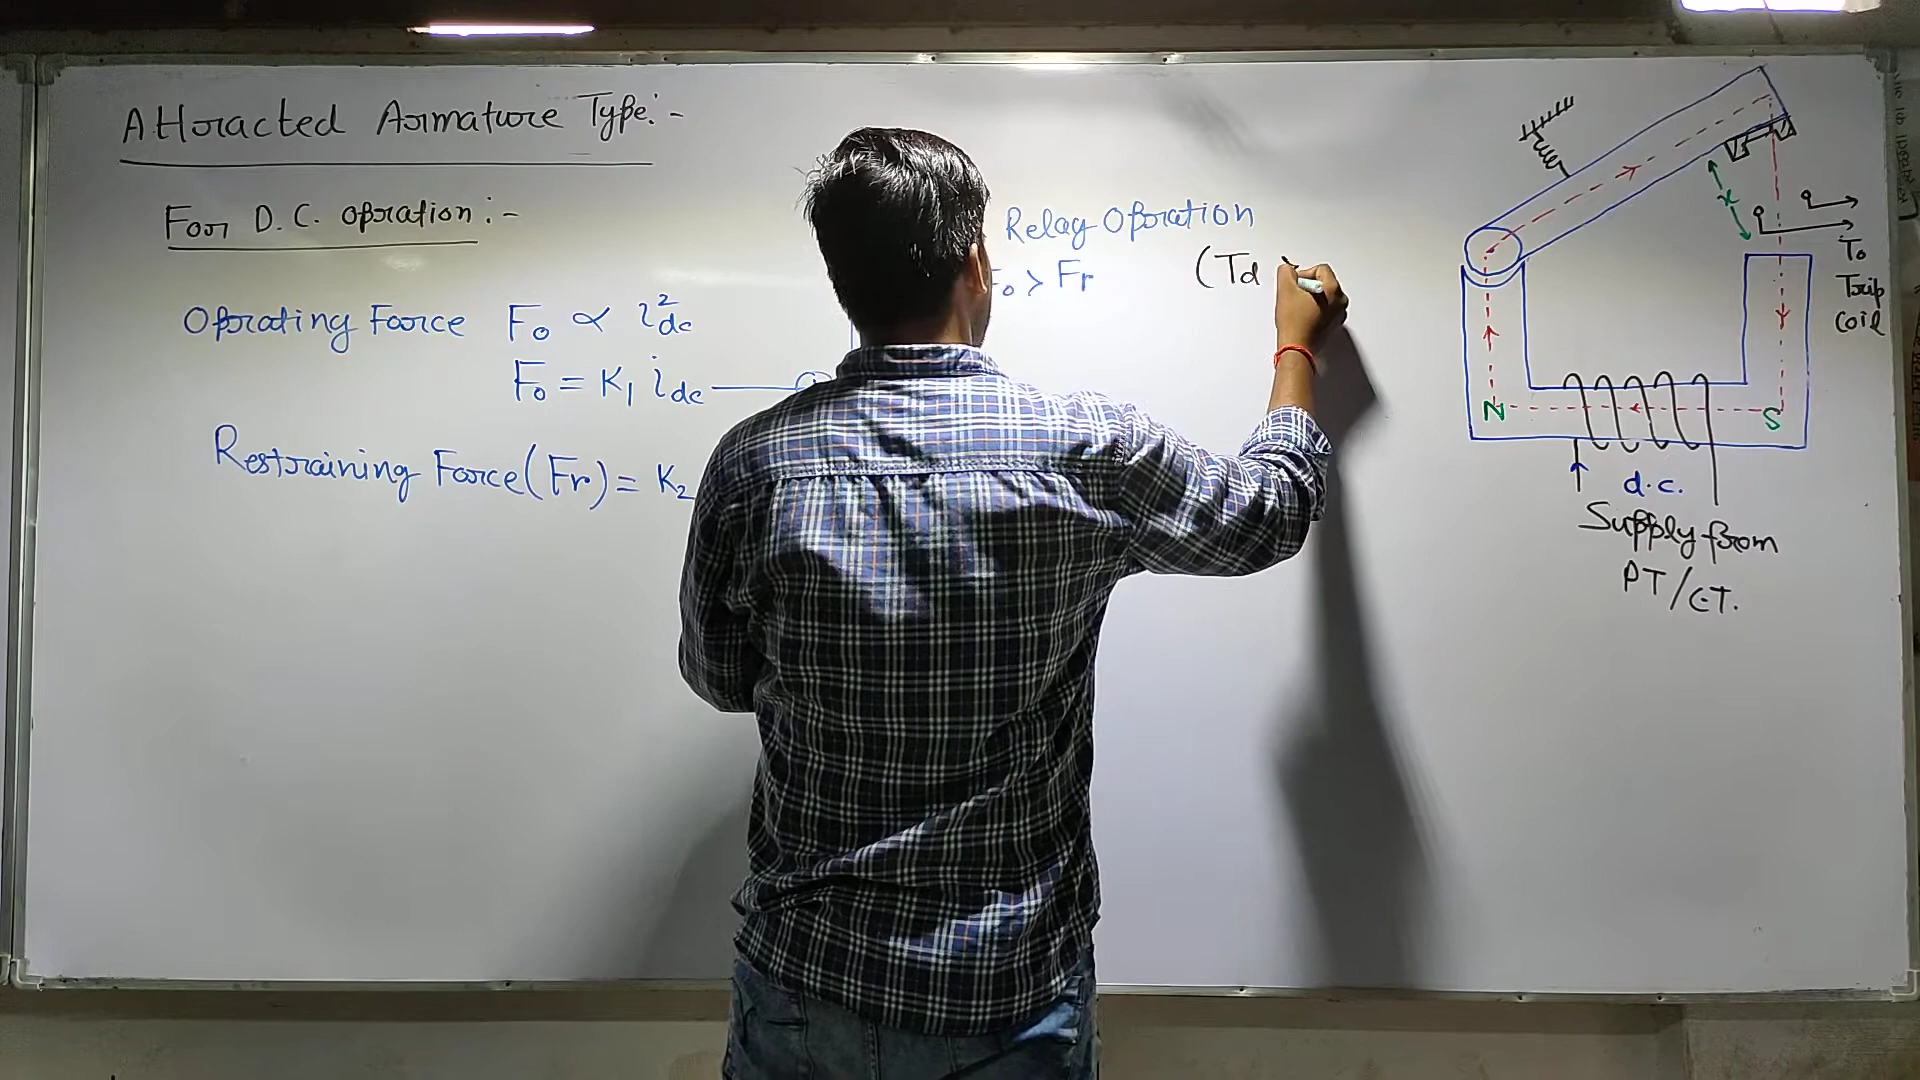 Attracted Armature Type:-
For D.C. Operation:-
Operating Force Fo ∝ i²dc
Fo = K₁ idc
Restraining Force (Fr) = K₂
Relay Operation
Fo > Fr
(Td >
x
To
Trip
Coil
N
S
d.c.
Supply from
PT/C.T.